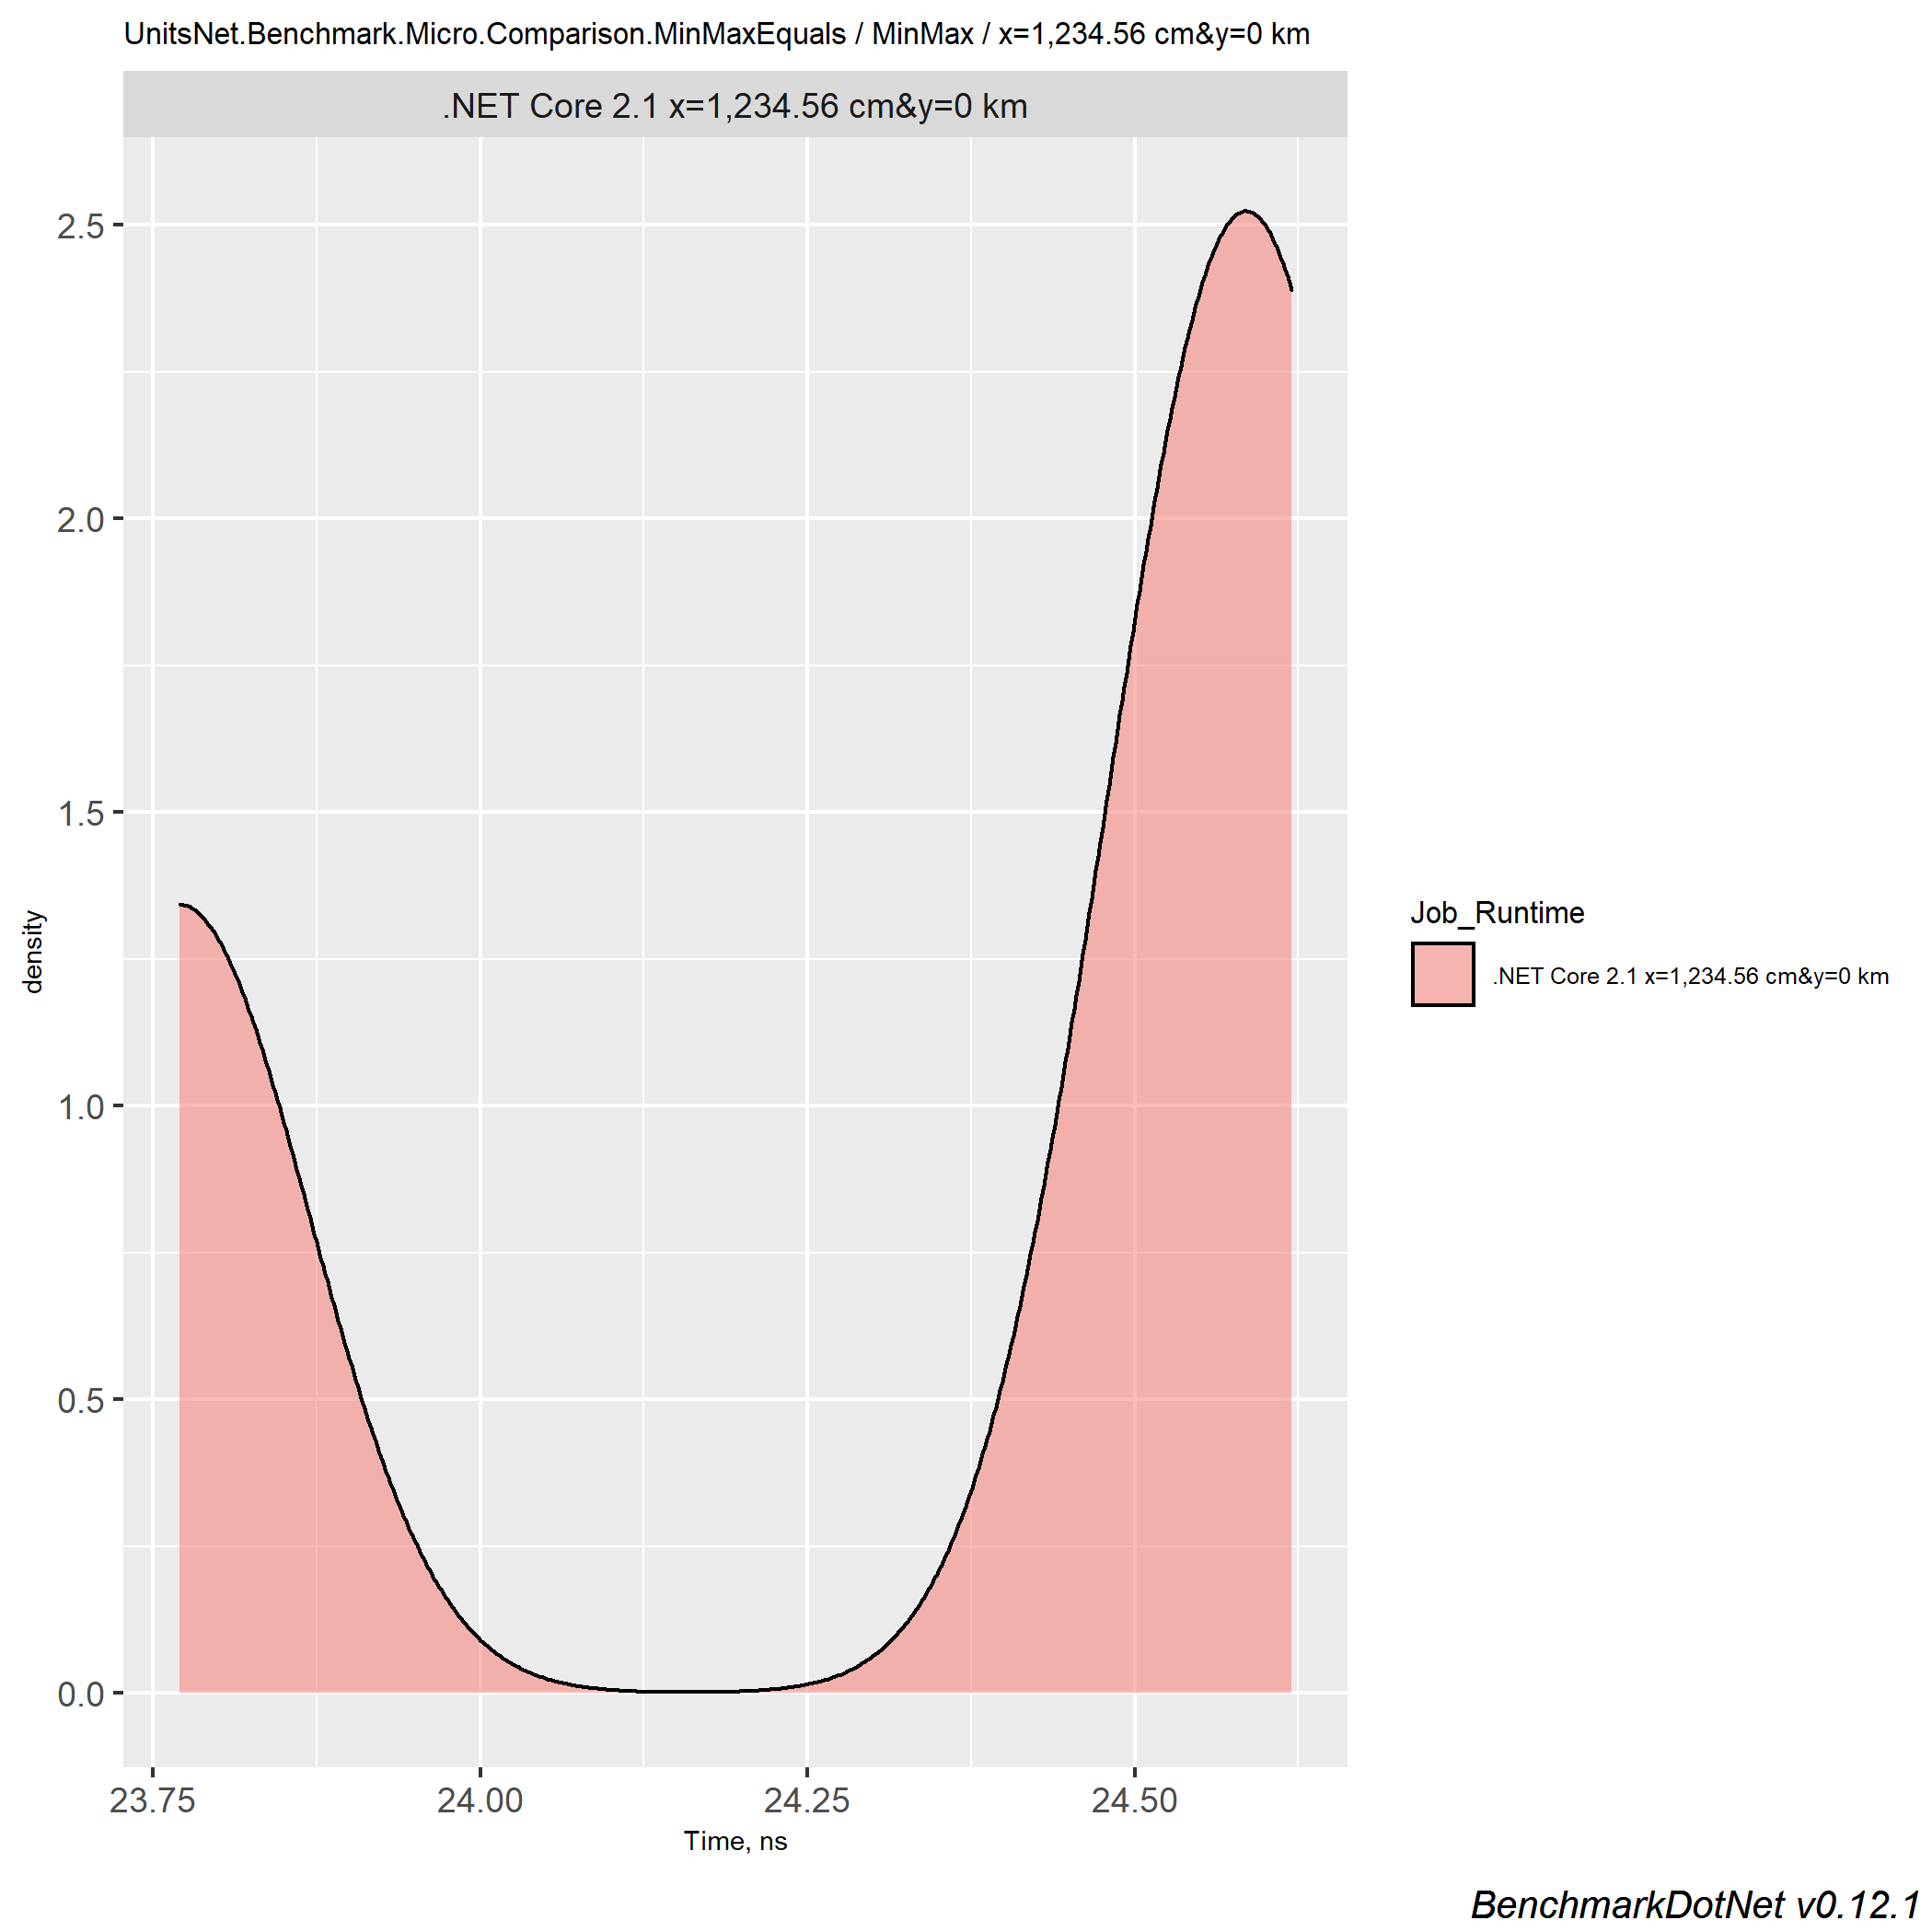 UnitsNet.Benchmark.Micro.Comparison.MinMaxEquals / MinMax / x=1,234.56 cm&y=0 km
.NET Core 2.1 x=1,234.56 cm&y=0 km
2.5
2.0
1.5
1.0
0.5
0.0
density
23.75 24.00 24.25 24.50
Time, ns
Job_Runtime
.NET Core 2.1 x=1,234.56 cm&y=0 km
BenchmarkDotNet v0.12.1